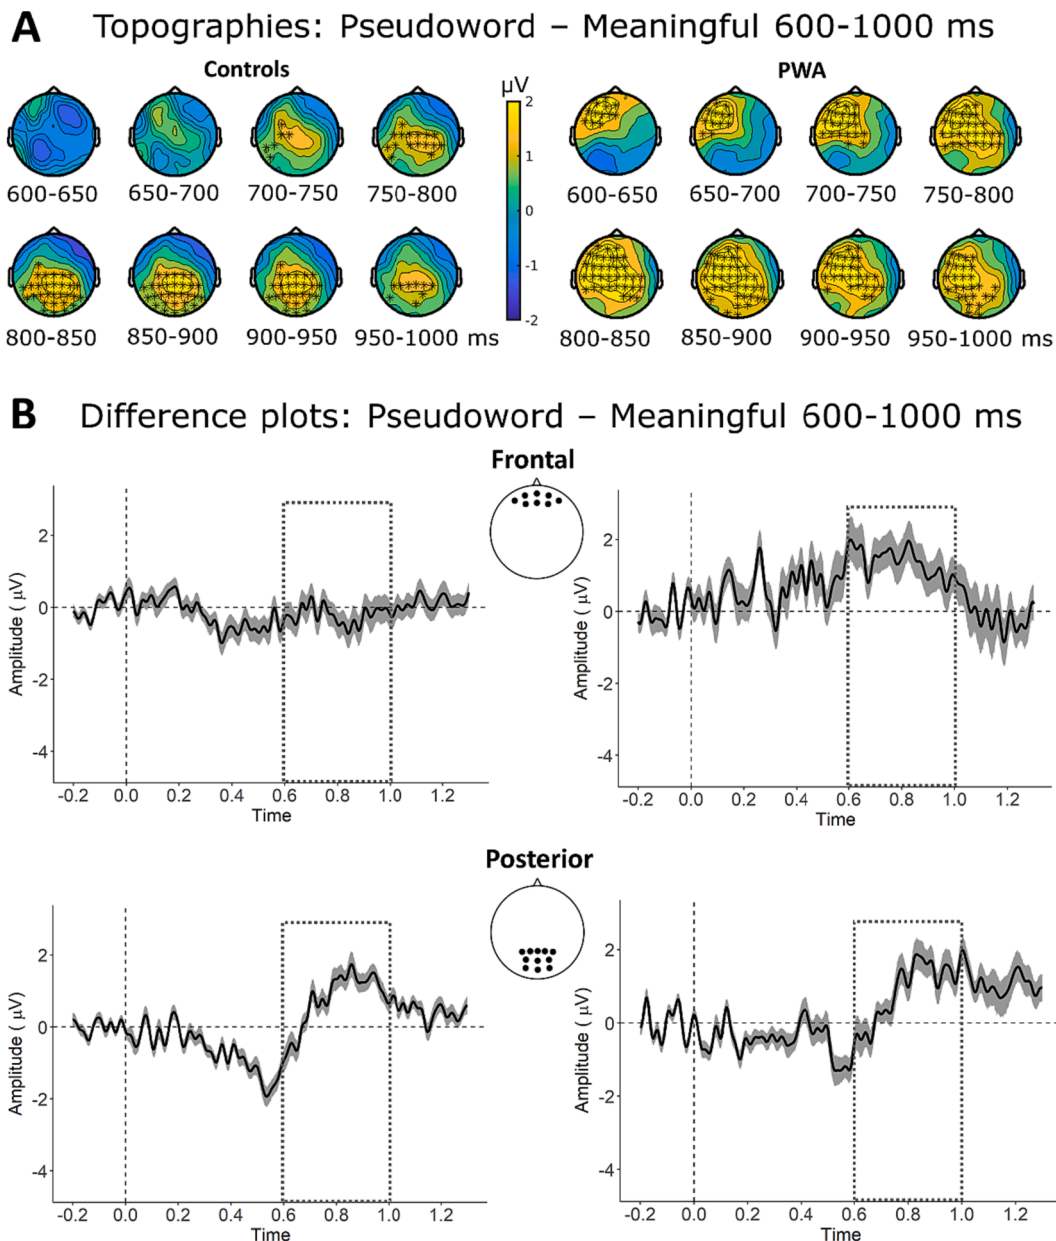 A Topographies: Pseudoword – Meaningful 600-1000 ms
Controls
μV
PWA
2
1
0
-1
-2
600-650 650-700 700-750 750-800
800-850 850-900 900-950 950-1000 ms
600-650 650-700 700-750 750-800
800-850 850-900 900-950 950-1000 ms
B Difference plots: Pseudoword – Meaningful 600-1000 ms
Frontal
Amplitude ( μV)
2
0
-2
-4
-0.2 0.0 0.2 0.4 0.6 0.8 1.0 1.2
Time
Amplitude ( μV)
2
0
-2
-4
-0.2 0.0 0.2 0.4 0.6 0.8 1.0 1.2
Time
Posterior
Amplitude ( μV)
2
0
-2
-4
-0.2 0.0 0.2 0.4 0.6 0.8 1.0 1.2
Time
Amplitude ( μV)
2
0
-2
-4
-0.2 0.0 0.2 0.4 0.6 0.8 1.0 1.2
Time